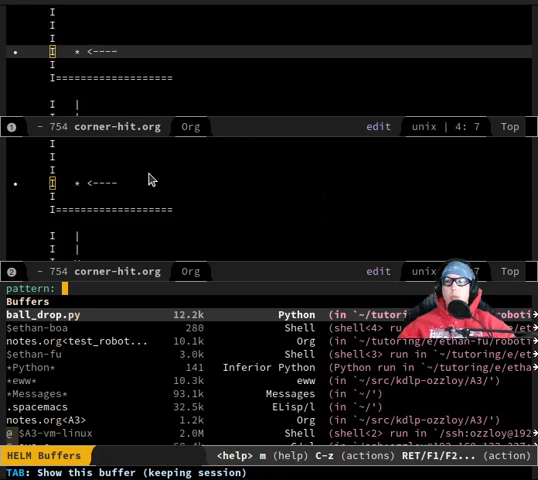 I
I
I
I * <----
I
I===================
I |
1 - 754 corner-hit.org Org edit unix | 4: 7 Top
I
I
I
I * <----
I
I===================
I |
I |
2 - 754 corner-hit.org Org edit unix Top
pattern:
Buffers
ball_drop.py 12.2k Python (in `~/tutoring/
$ethan-boa 280 Shell (shell<4> ru
notes.org<test_robot... 10.1k Org (in `~/tutori
$ethan-fu 3.0k Shell (shell<3> run in `~/tutoring/e/et
*Python* 141 Inferior Python (Python run in `~/tutoring/e/etha
*eww* 10.3k eww (in `~/src/kdlp-ozzloy/A3/')
*Messages* 93.1k Messages (in `~/')
.spacemacs 32.5k ELisp/l (in `~/')
notes.org<A3> 1.2k Org (in `~/src/kdlp-ozzloy/A3/')
@ $A3-vm-linux 2.0M Shell (shell<2> run in `/ssh:ozzloy@192
HELM Buffers <help> m (help) C-z (actions) RET/F1/F2... (action)
TAB: Show this buffer (keeping session)